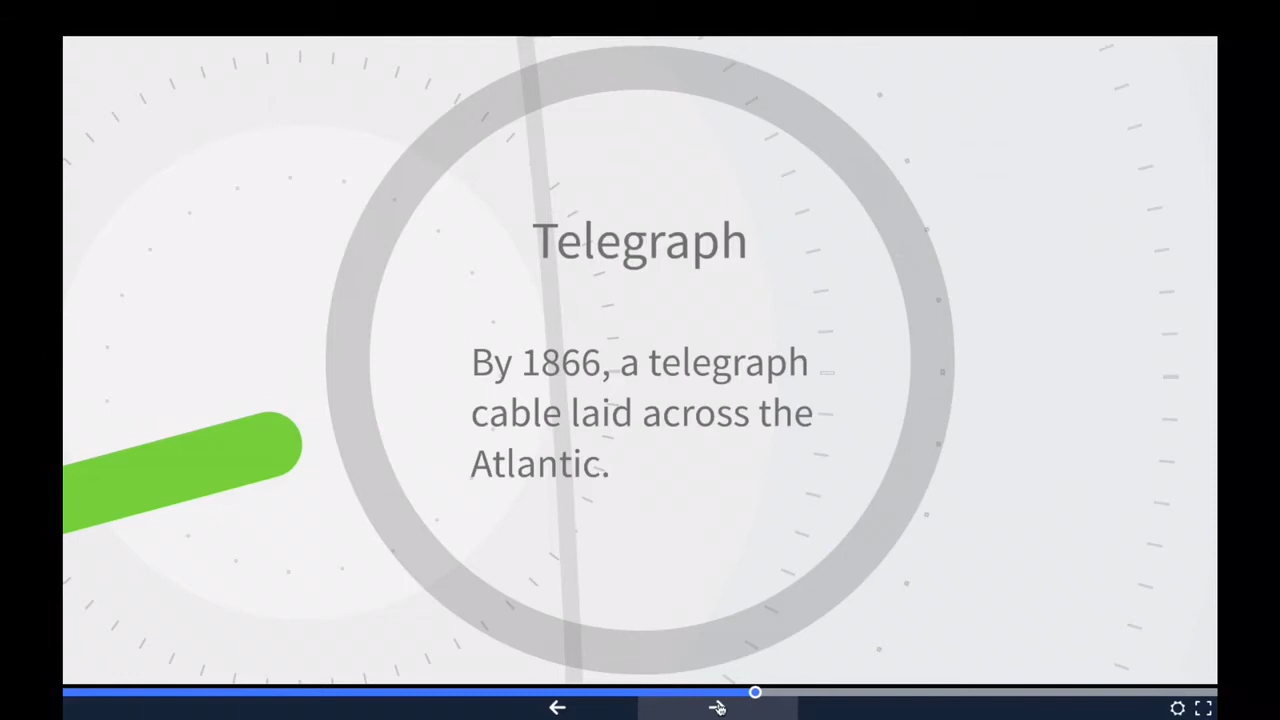 Telegraph
By 1866, a telegraph
cable laid across the
Atlantic.